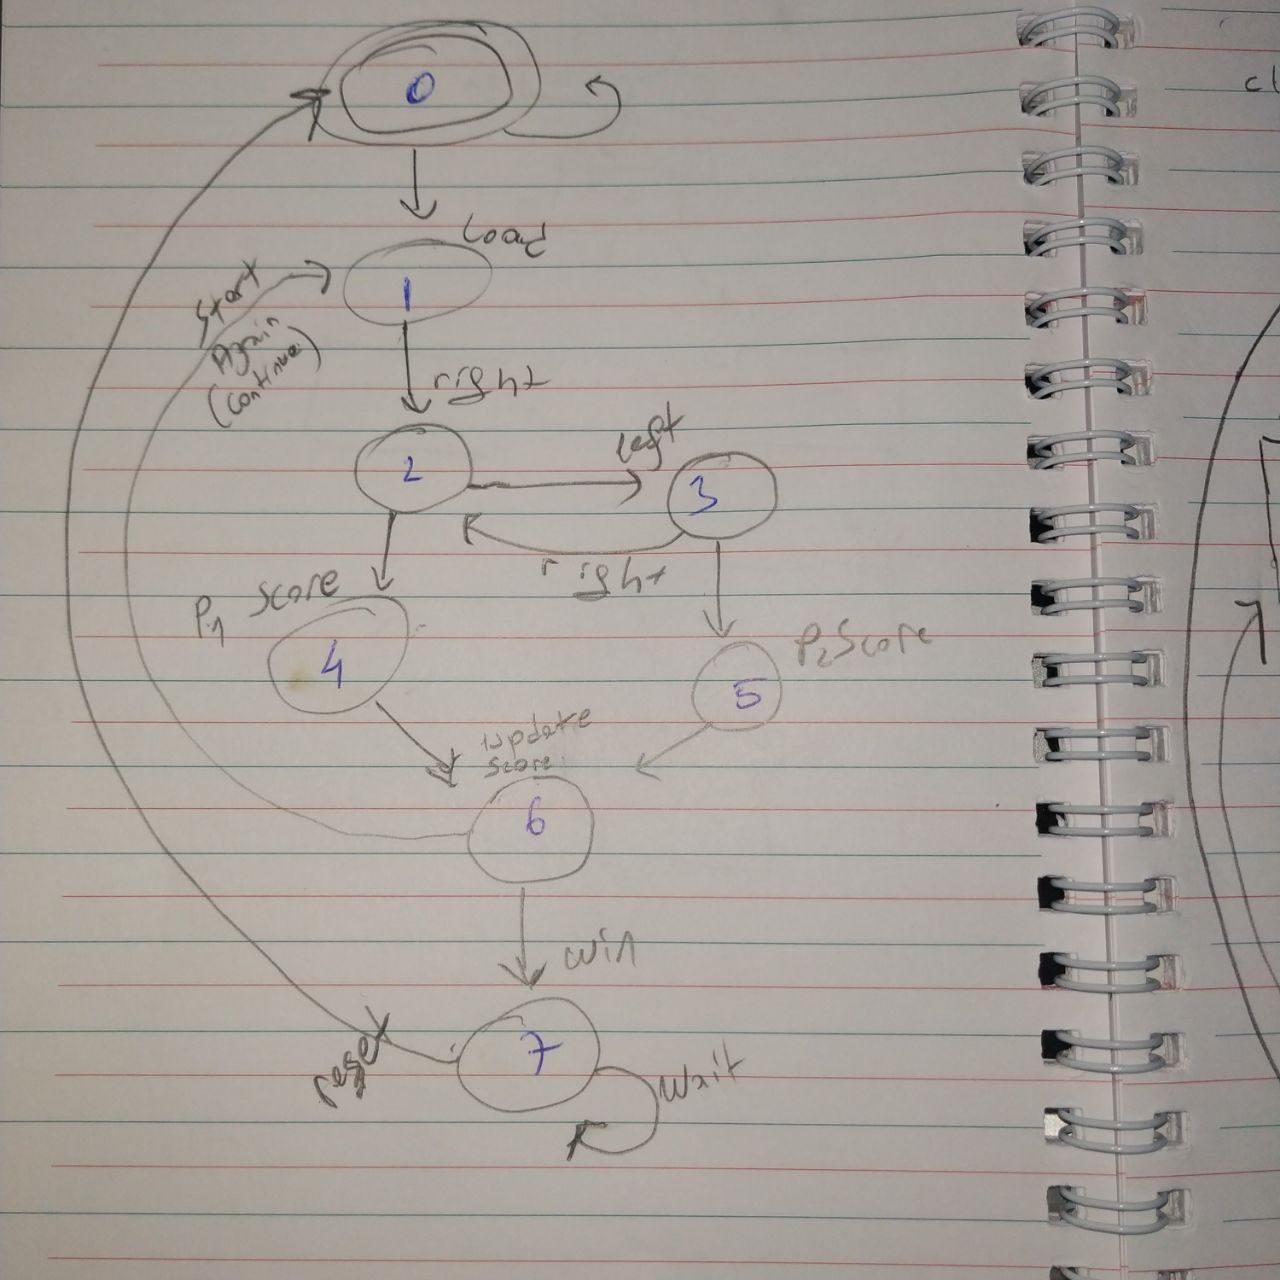 0
Load
1
Start
Again
(continue)
right
2
Left
3
right
P1 Score
4
P2 Score
5
update
score
6
win
7
reset
Wait
cl